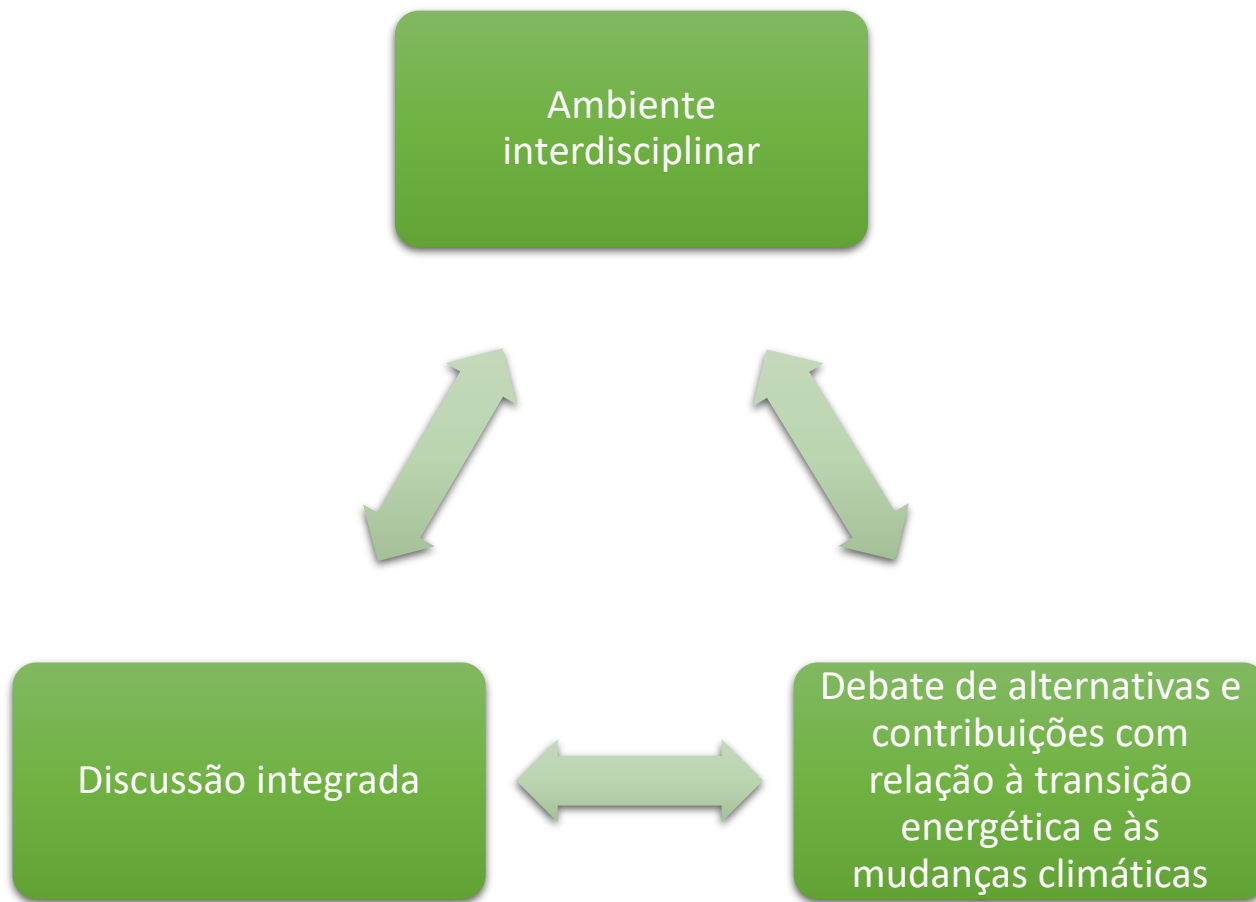 Ambiente
interdisciplinar
Discussão integrada
Debate de alternativas e
contribuições com
relação à transição
energética e às
mudanças climáticas